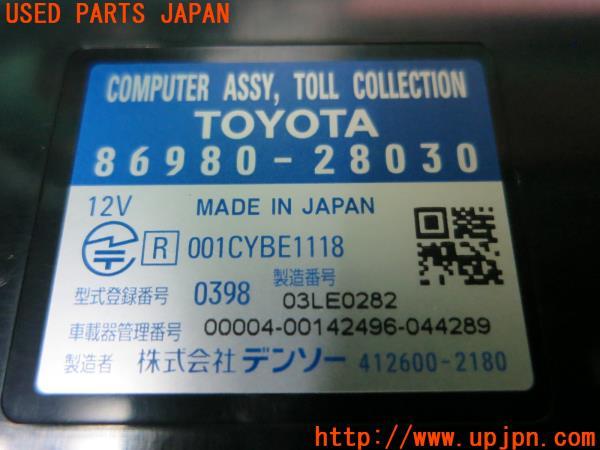 USED PARTS JAPAN
COMPUTER ASSY, TOLL COLLECTION
TOYOTA
86980-28030
12V MADE IN JAPAN
R 001CYBE1118
型式登録番号 0398 製造番号 03LE0282
車載器管理番号 00004-00142496-044289
製造者 株式会社 デンソー 412600-2180
http://www.upjpn.com